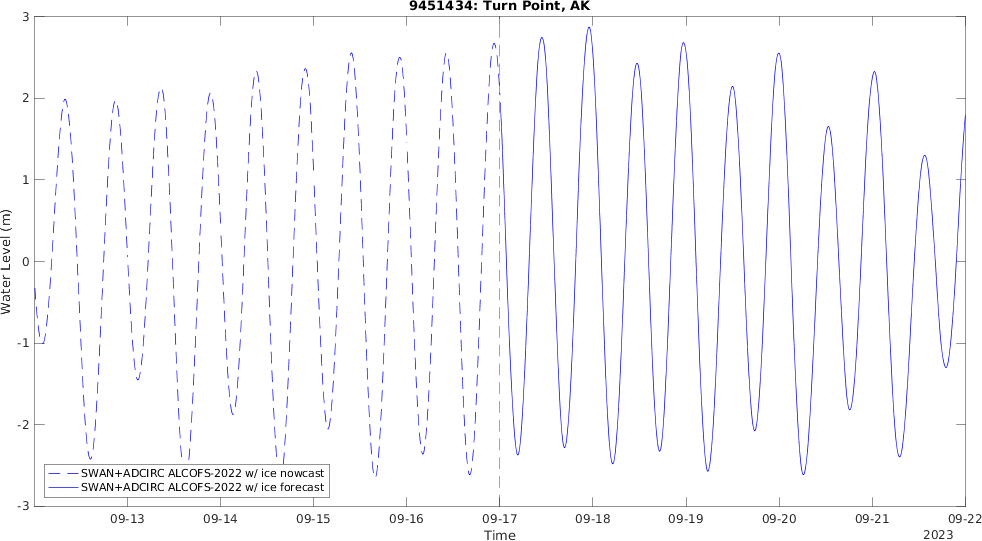 9451434: Turn Point, AK
3
2
1
0
-1
-2
-3
Water Level (m)
SWAN+ADCIRC ALCOFS-2022 w/ ice nowcast
SWAN+ADCIRC ALCOFS-2022 w/ ice forecast
09-13 09-14 09-15 09-16 09-17 09-18 09-19 09-20 09-21 09-22
Time
2023